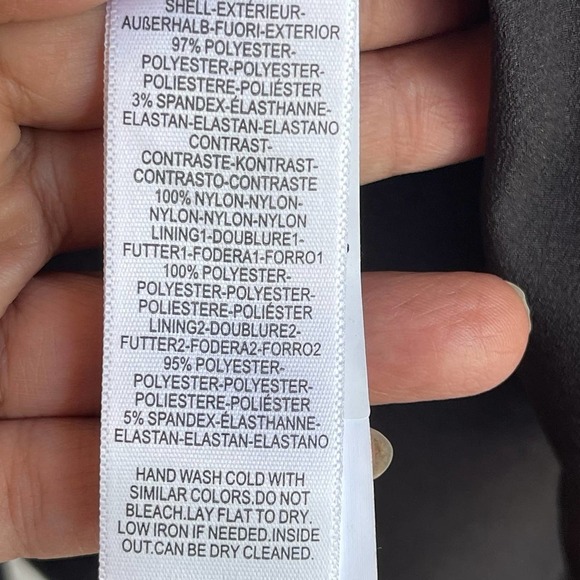 SHELL-EXTÉRIEUR-
AUßERHALB-FUORI-EXTERIOR
97% POLYESTER-
POLYESTER-POLYESTER-
POLIESTERE-POLIÉSTER
3% SPANDEX-ÉLASTHANNE-
ELASTAN-ELASTAN-ELASTANO
CONTRAST-
CONTRASTE-KONTRAST-
CONTRASTO-CONTRASTE
100% NYLON-NYLON-
NYLON-NYLON-NYLON
LINING1-DOUBLURE1-
FUTTER1-FODERA1-FORRO1
100% POLYESTER-
POLYESTER-POLYESTER-
POLIESTERE-POLIÉSTER
LINING2-DOUBLURE2-
FUTTER2-FODERA2-FORRO2
95% POLYESTER-
POLYESTER-POLYESTER-
POLIESTERE-POLIÉSTER
5% SPANDEX-ÉLASTHANNE-
ELASTAN-ELASTAN-ELASTANO
HAND WASH COLD WITH
SIMILAR COLORS.DO NOT
BLEACH.LAY FLAT TO DRY.
LOW IRON IF NEEDED.INSIDE
OUT.CAN BE DRY CLEANED.